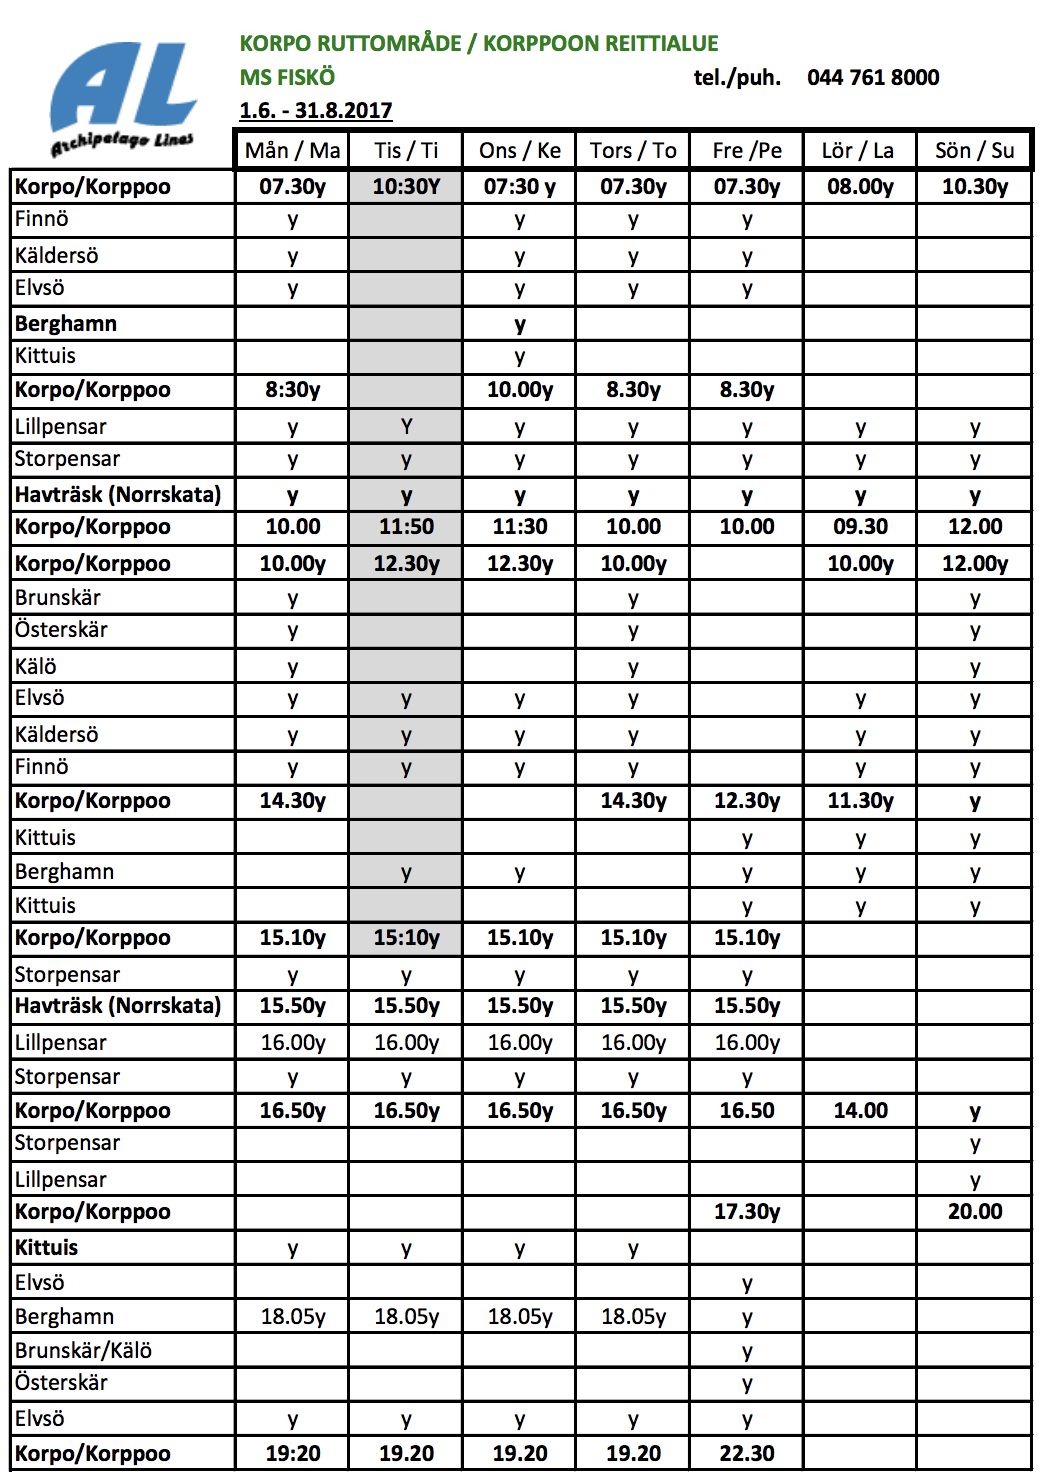 KORPO RUTTOMRÅDE / KORPPOON REITTIALUE
MS FISKÖ tel./puh. 044 761 8000
1.6. - 31.8.2017
AL
Archipelago Lines
Mån / Ma Tis / Ti Ons / Ke Tors / To Fre /Pe Lör / La Sön / Su
Korpo/Korppoo 07.30y 10:30Y 07:30 y 07.30y 07.30y 08.00y 10.30y
Finnö y y y y
Käldersö y y y y
Elvsö y y y y
Berghamn y
Kittuis y
Korpo/Korppoo 8:30y 10.00y 8.30y 8.30y
Lillpensar y Y y y y y y
Storpensar y y y y y y y
Havträsk (Norrskata) y y y y y y y
Korpo/Korppoo 10.00 11:50 11:30 10.00 10.00 09.30 12.00
Korpo/Korppoo 10.00y 12.30y 12.30y 10.00y 10.00y 12.00y
Brunskär y y y
Österskär y y y
Kälö y y y
Elvsö y y y y y y
Käldersö y y y y y y
Finnö y y y y y y
Korpo/Korppoo 14.30y 14.30y 12.30y 11.30y y
Kittuis y y y
Berghamn y y y y y
Kittuis y y y
Korpo/Korppoo 15.10y 15:10y 15.10y 15.10y 15.10y
Storpensar y y y y y
Havträsk (Norrskata) 15.50y 15.50y 15.50y 15.50y 15.50y
Lillpensar 16.00y 16.00y 16.00y 16.00y 16.00y
Storpensar y y y y y
Korpo/Korppoo 16.50y 16.50y 16.50y 16.50y 16.50 14.00 y
Storpensar y
Lillpensar y
Korpo/Korppoo 17.30y 20.00
Kittuis y y y y
Elvsö y
Berghamn 18.05y 18.05y 18.05y 18.05y y
Brunskär/Kälö y
Österskär y
Elvsö y y y y y
Korpo/Korppoo 19:20 19.20 19.20 19.20 22.30